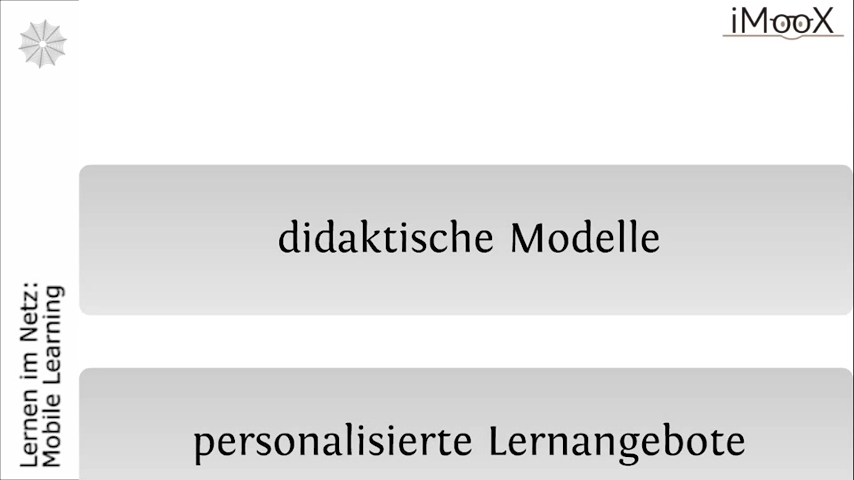 iMooX
didaktische Modelle
personalisierte Lernangebote
Lernen im Netz:
Mobile Learning